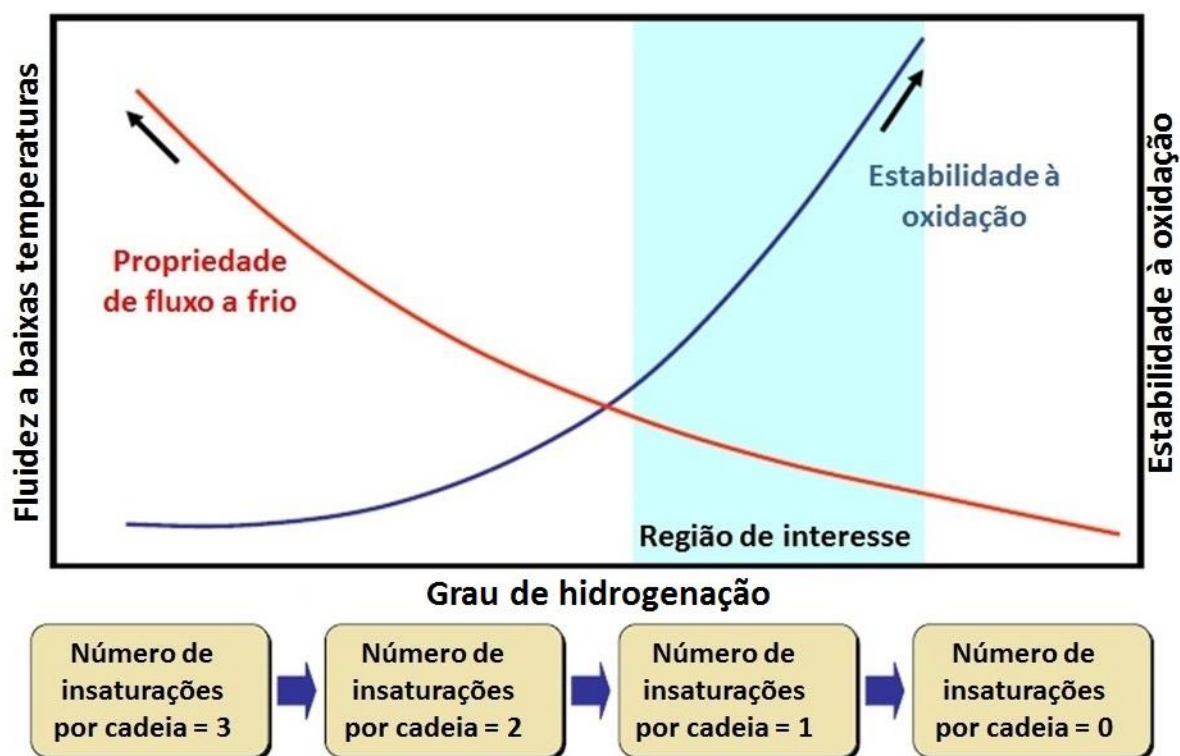 Fluidez a baixas temperaturas
Propriedade
de fluxo a frio
Estabilidade à
oxidação
Região de interesse
Estabilidade à oxidação
Grau de hidrogenação
Número de
insaturações
por cadeia = 3
Número de
insaturações
por cadeia = 2
Número de
insaturações
por cadeia = 1
Número de
insaturações
por cadeia = 0